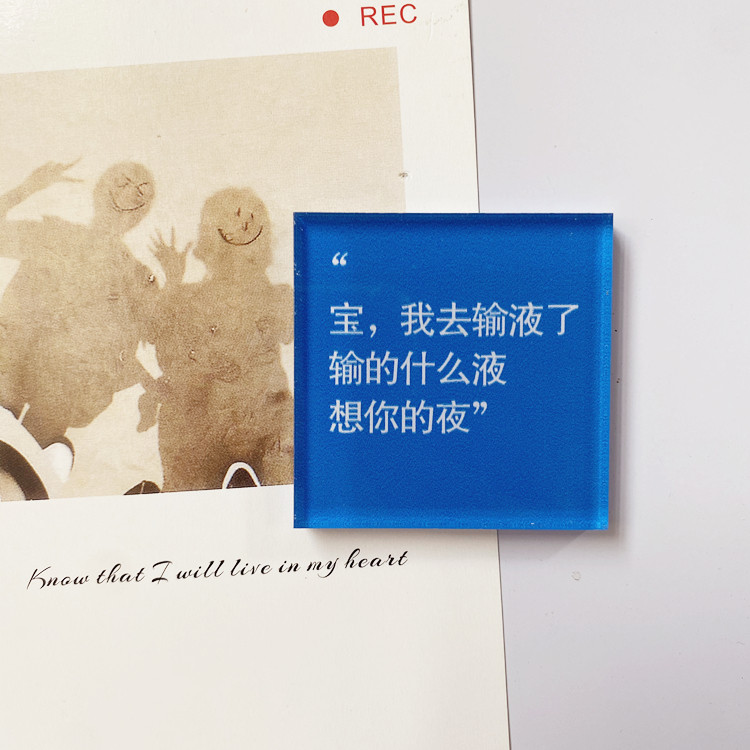 REC
“
宝，我去输液了
输的什么液
想你的夜”
Know that I will live in my heart